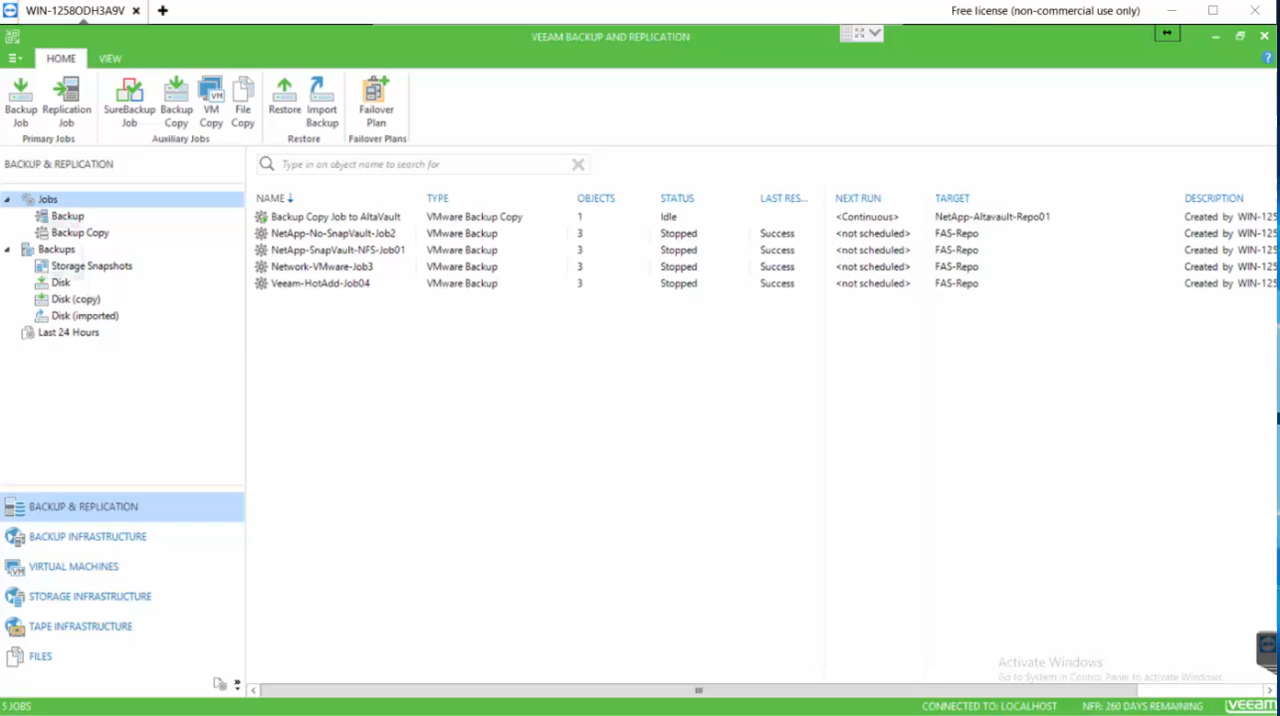 WIN-1258ODH3A9V
Free license (non-commercial use only)
VEEAM BACKUP AND REPLICATION
HOME VIEW
Backup Job
Replication Job
SureBackup Job
Backup Copy
VM Copy
File Copy
Restore
Import Backup
Failover Plan
Primary Jobs
Auxiliary Jobs
Restore
Failover Plans
BACKUP & REPLICATION
Type in an object name to search for
Jobs
Backup
Backup Copy
Backups
Storage Snapshots
Disk
Disk (copy)
Disk (imported)
Last 24 Hours
NAME TYPE OBJECTS STATUS LAST RES... NEXT RUN TARGET DESCRIPTION
Backup Copy Job to AltaVault VMware Backup Copy 1 Idle <Continuous> NetApp-Altavault-Repo01 Created by WIN-125
NetApp-No-SnapVault-Job2 VMware Backup 3 Stopped Success <not scheduled> FAS-Repo Created by WIN-125
NetApp-SnapVault-NFS-Job01 VMware Backup 3 Stopped Success <not scheduled> FAS-Repo Created by WIN-125
Network-VMware-Job3 VMware Backup 3 Stopped Success <not scheduled> FAS-Repo Created by WIN-125
Veeam-HotAdd-Job04 VMware Backup 3 Stopped Success <not scheduled> FAS-Repo Created by WIN-125
BACKUP & REPLICATION
BACKUP INFRASTRUCTURE
VIRTUAL MACHINES
STORAGE INFRASTRUCTURE
TAPE INFRASTRUCTURE
FILES
Activate Windows
Go to System in Control Panel to activate Windows.
5 JOBS
CONNECTED TO: LOCALHOST
NFR: 260 DAYS REMAINING
veeam